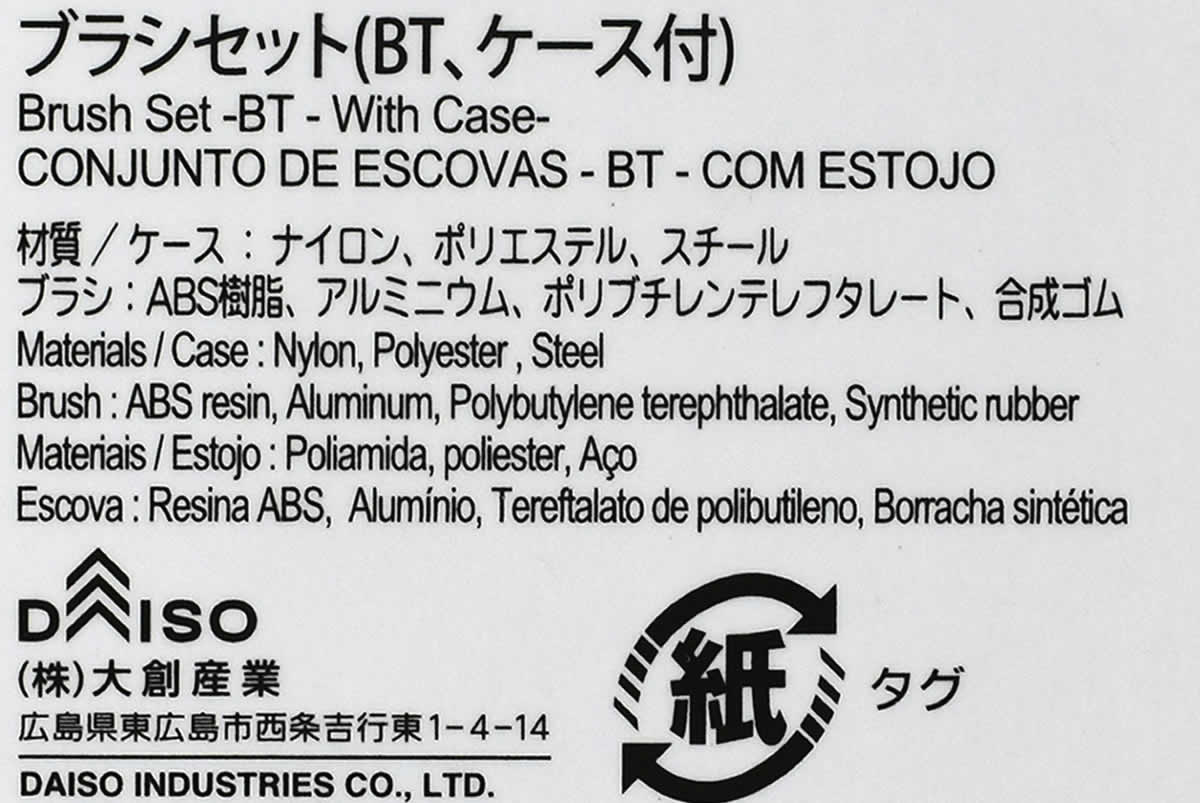 ブラシセット(BT、ケース付)
Brush Set -BT - With Case-
CONJUNTO DE ESCOVAS - BT - COM ESTOJO
材質 / ケース : ナイロン、ポリエステル、スチール
ブラシ : ABS樹脂、アルミニウム、ポリブチレンテレフタレート、合成ゴム
Materials / Case : Nylon, Polyester , Steel
Brush : ABS resin, Aluminum, Polybutylene terephthalate, Synthetic rubber
Materiais / Estojo : Poliamida, poliester, Aço
Escova : Resina ABS, Alumínio, Tereftalato de polibutileno, Borracha sintética
DAISO
(株)大創産業
広島県東広島市西条吉行東1-4-14
DAISO INDUSTRIES CO., LTD.
紙 タグ